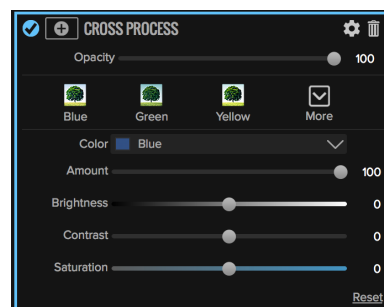 CROSS PROCESS
Opacity 100
Blue Green Yellow More
Color Blue
Amount 100
Brightness 0
Contrast 0
Saturation 0
Reset